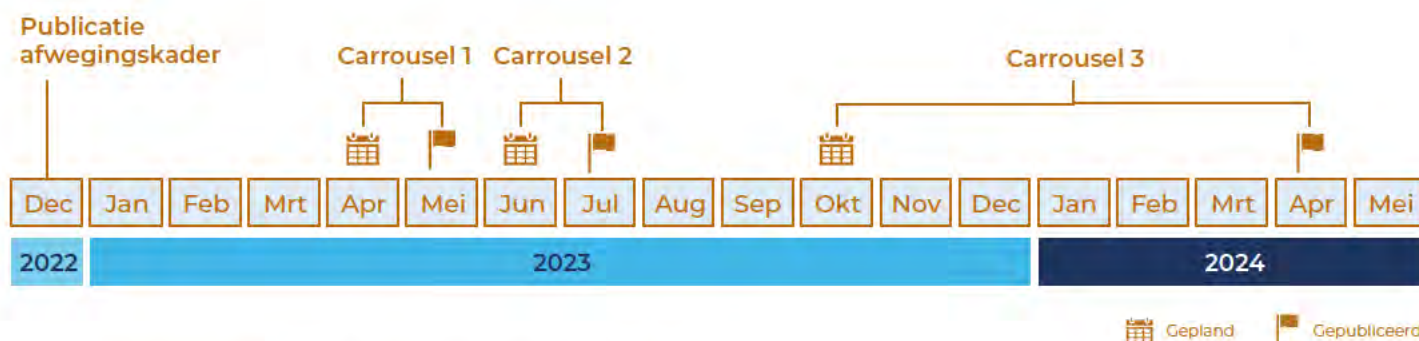 Publicatie
afwegingskader
Carrousel 1 Carrousel 2 Carrousel 3
Dec Jan Feb Mrt Apr Mei Jun Jul Aug Sep Okt Nov Dec Jan Feb Mrt Apr Mei
2022 2023 2024
Gepland Gepubliceerd